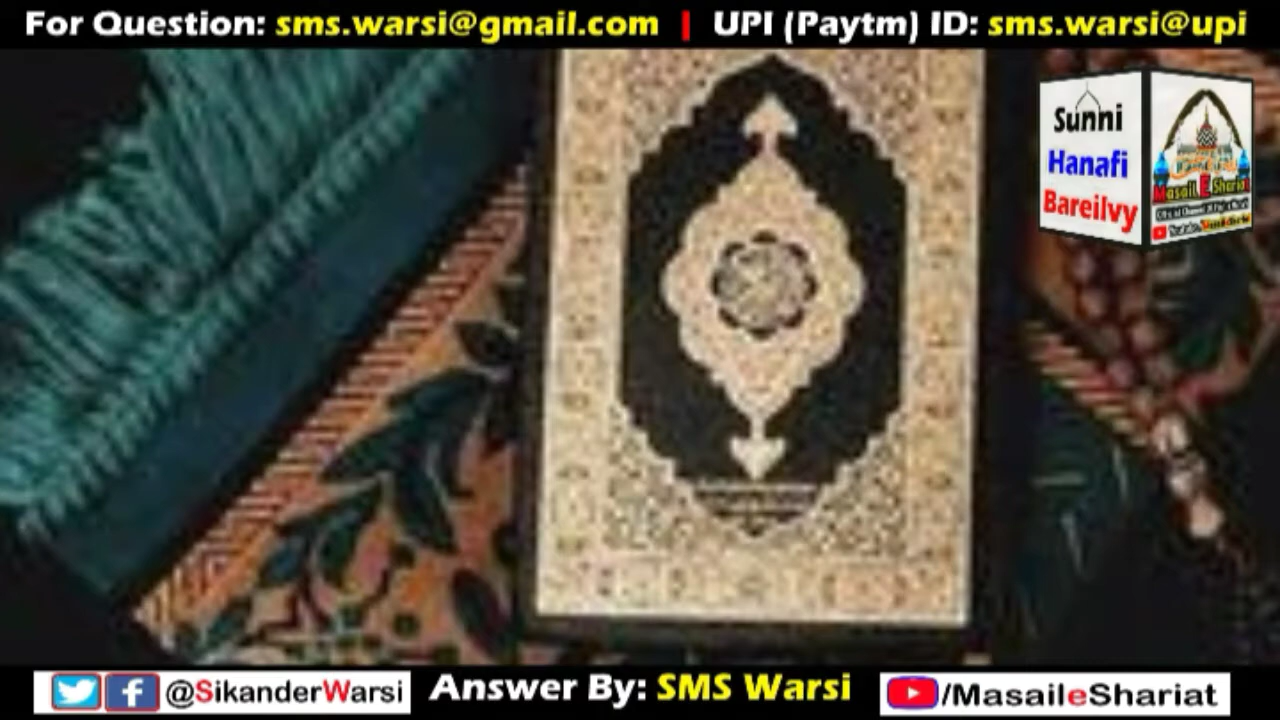 For Question: sms.warsi@gmail.com | UPI (Paytm) ID: sms.warsi@upi
Sunni
Hanafi
Bareilvy
Masail E Shariat
@SikanderWarsi
Answer By: SMS Warsi
/MasaileShariat